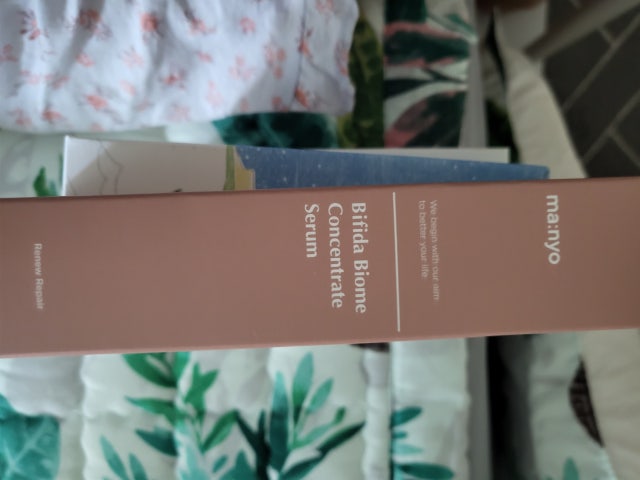 ma:nyo
We begin with our aim
to better your life
Bifida Biome
Concentrate
Serum
Renew Repair